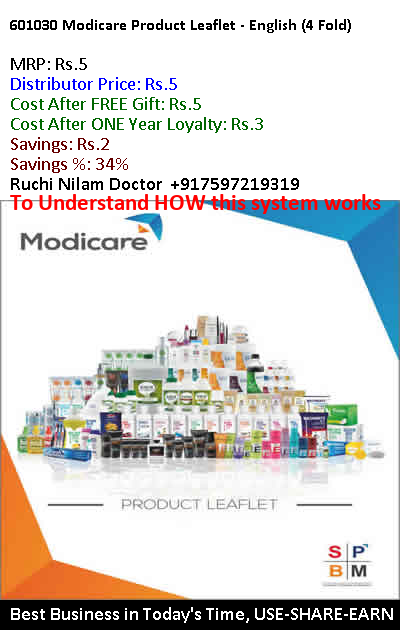 601030 Modicare Product Leaflet - English (4 Fold)
MRP: Rs.5
Distributor Price: Rs.5
Cost After FREE Gift: Rs.5
Cost After ONE Year Loyalty: Rs.3
Savings: Rs.2
Savings %: 34%
Ruchi Nilam Doctor +917597219319
To Understand HOW this system works
Modicare
PRODUCT LEAFLET
S P
B M
Best Business in Today's Time, USE-SHARE-EARN